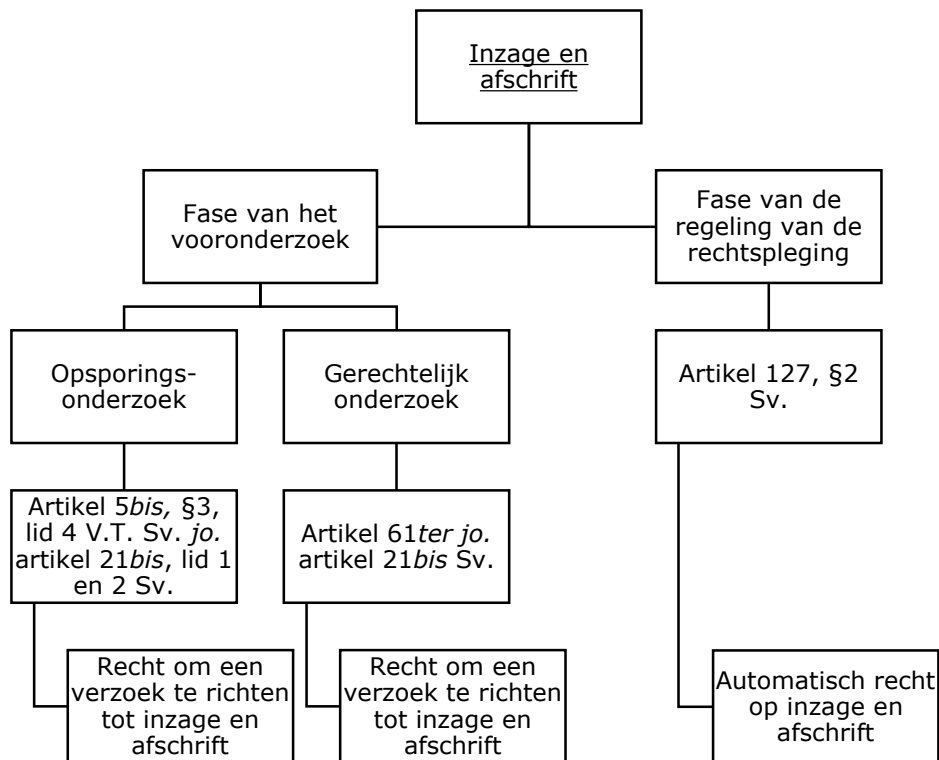 Inzage en
afschrift
Fase van het
vooronderzoek
Fase van de
regeling van de
rechtspleging
Opsporings-
onderzoek
Gerechtelijk
onderzoek
Artikel 127, §2
Sv.
Artikel 5bis, §3,
lid 4 V.T. Sv. jo.
artikel 21bis, lid 1
en 2 Sv.
Artikel 61ter jo.
artikel 21bis Sv.
Recht om een
verzoek te richten
tot inzage en
afschrift
Recht om een
verzoek te richten
tot inzage en
afschrift
Automatisch recht
op inzage en
afschrift